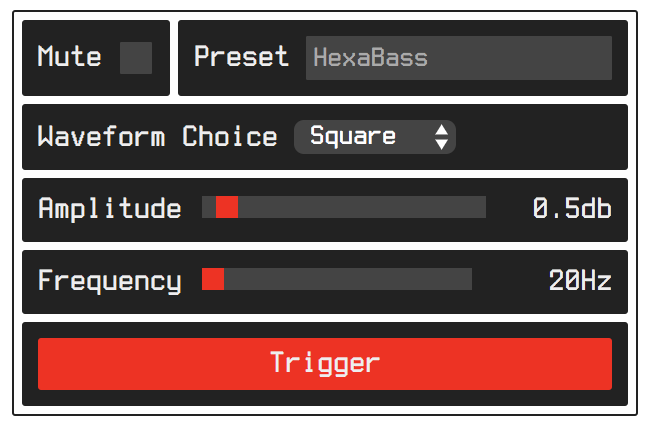 Mute Preset HexaBass
Waveform Choice Square
Amplitude 0.5db
Frequency 20Hz
Trigger